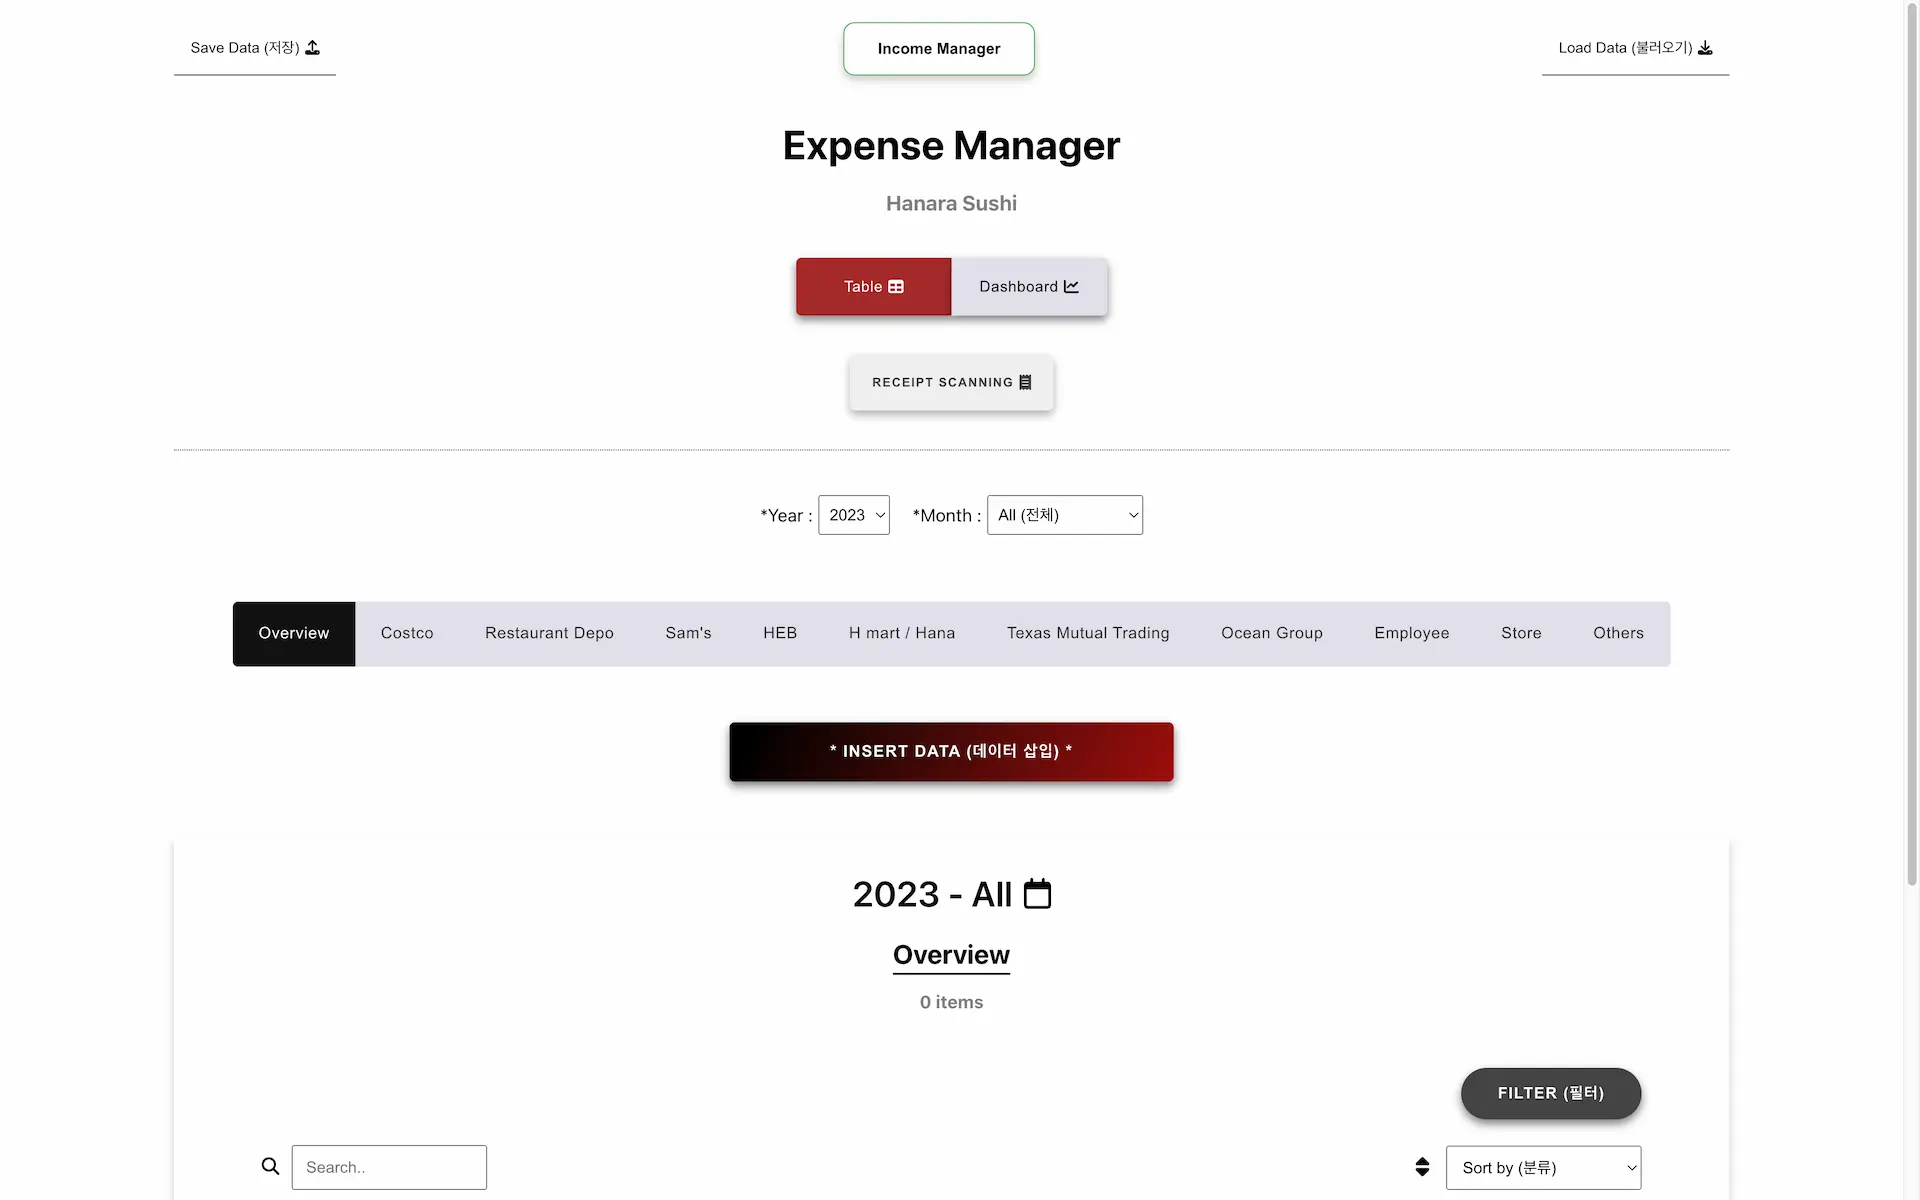 Save Data (저장)
Income Manager
Load Data (불러오기)
Expense Manager
Hanara Sushi
Table
Dashboard
RECEIPT SCANNING
*Year : 2023
*Month : All (전체)
Overview
Costco
Restaurant Depo
Sam's
HEB
H mart / Hana
Texas Mutual Trading
Ocean Group
Employee
Store
Others
* INSERT DATA (데이터 삽입) *
2023 - All
Overview
0 items
FILTER (필터)
Search..
Sort by (분류)